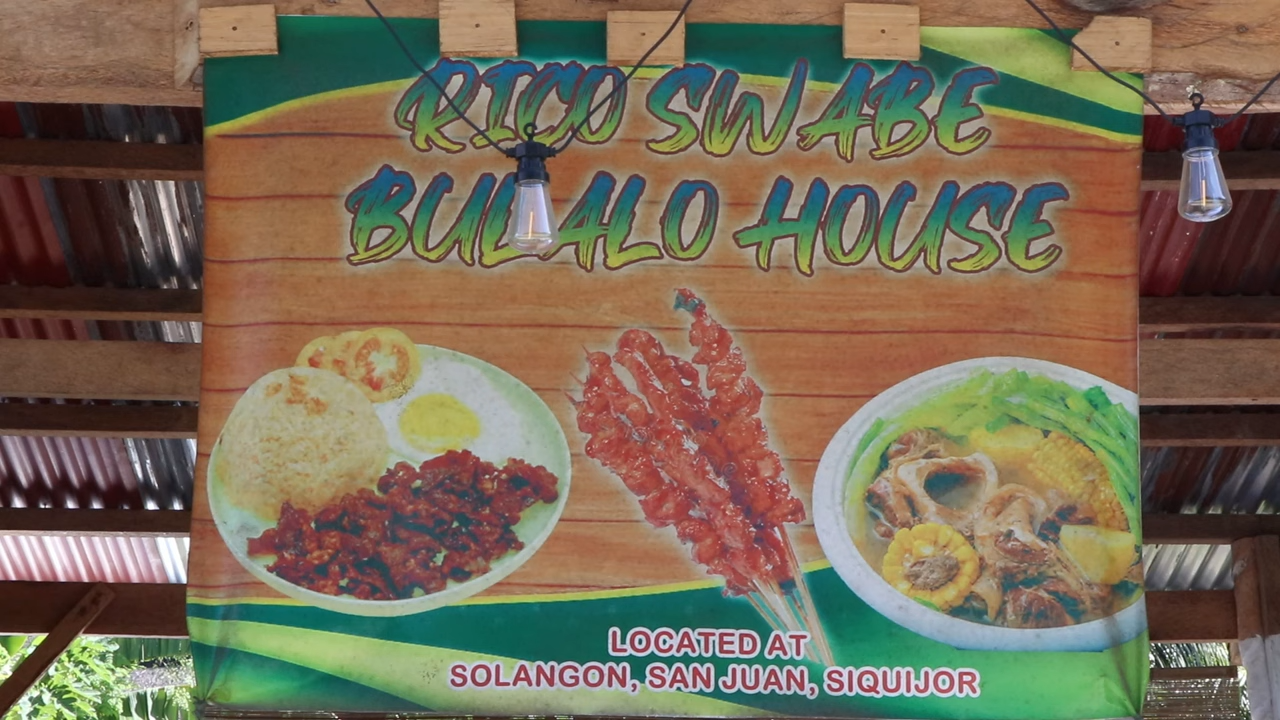 RICO SWABE
BULALO HOUSE
LOCATED AT
SOLANGON, SAN JUAN, SIQUIJOR